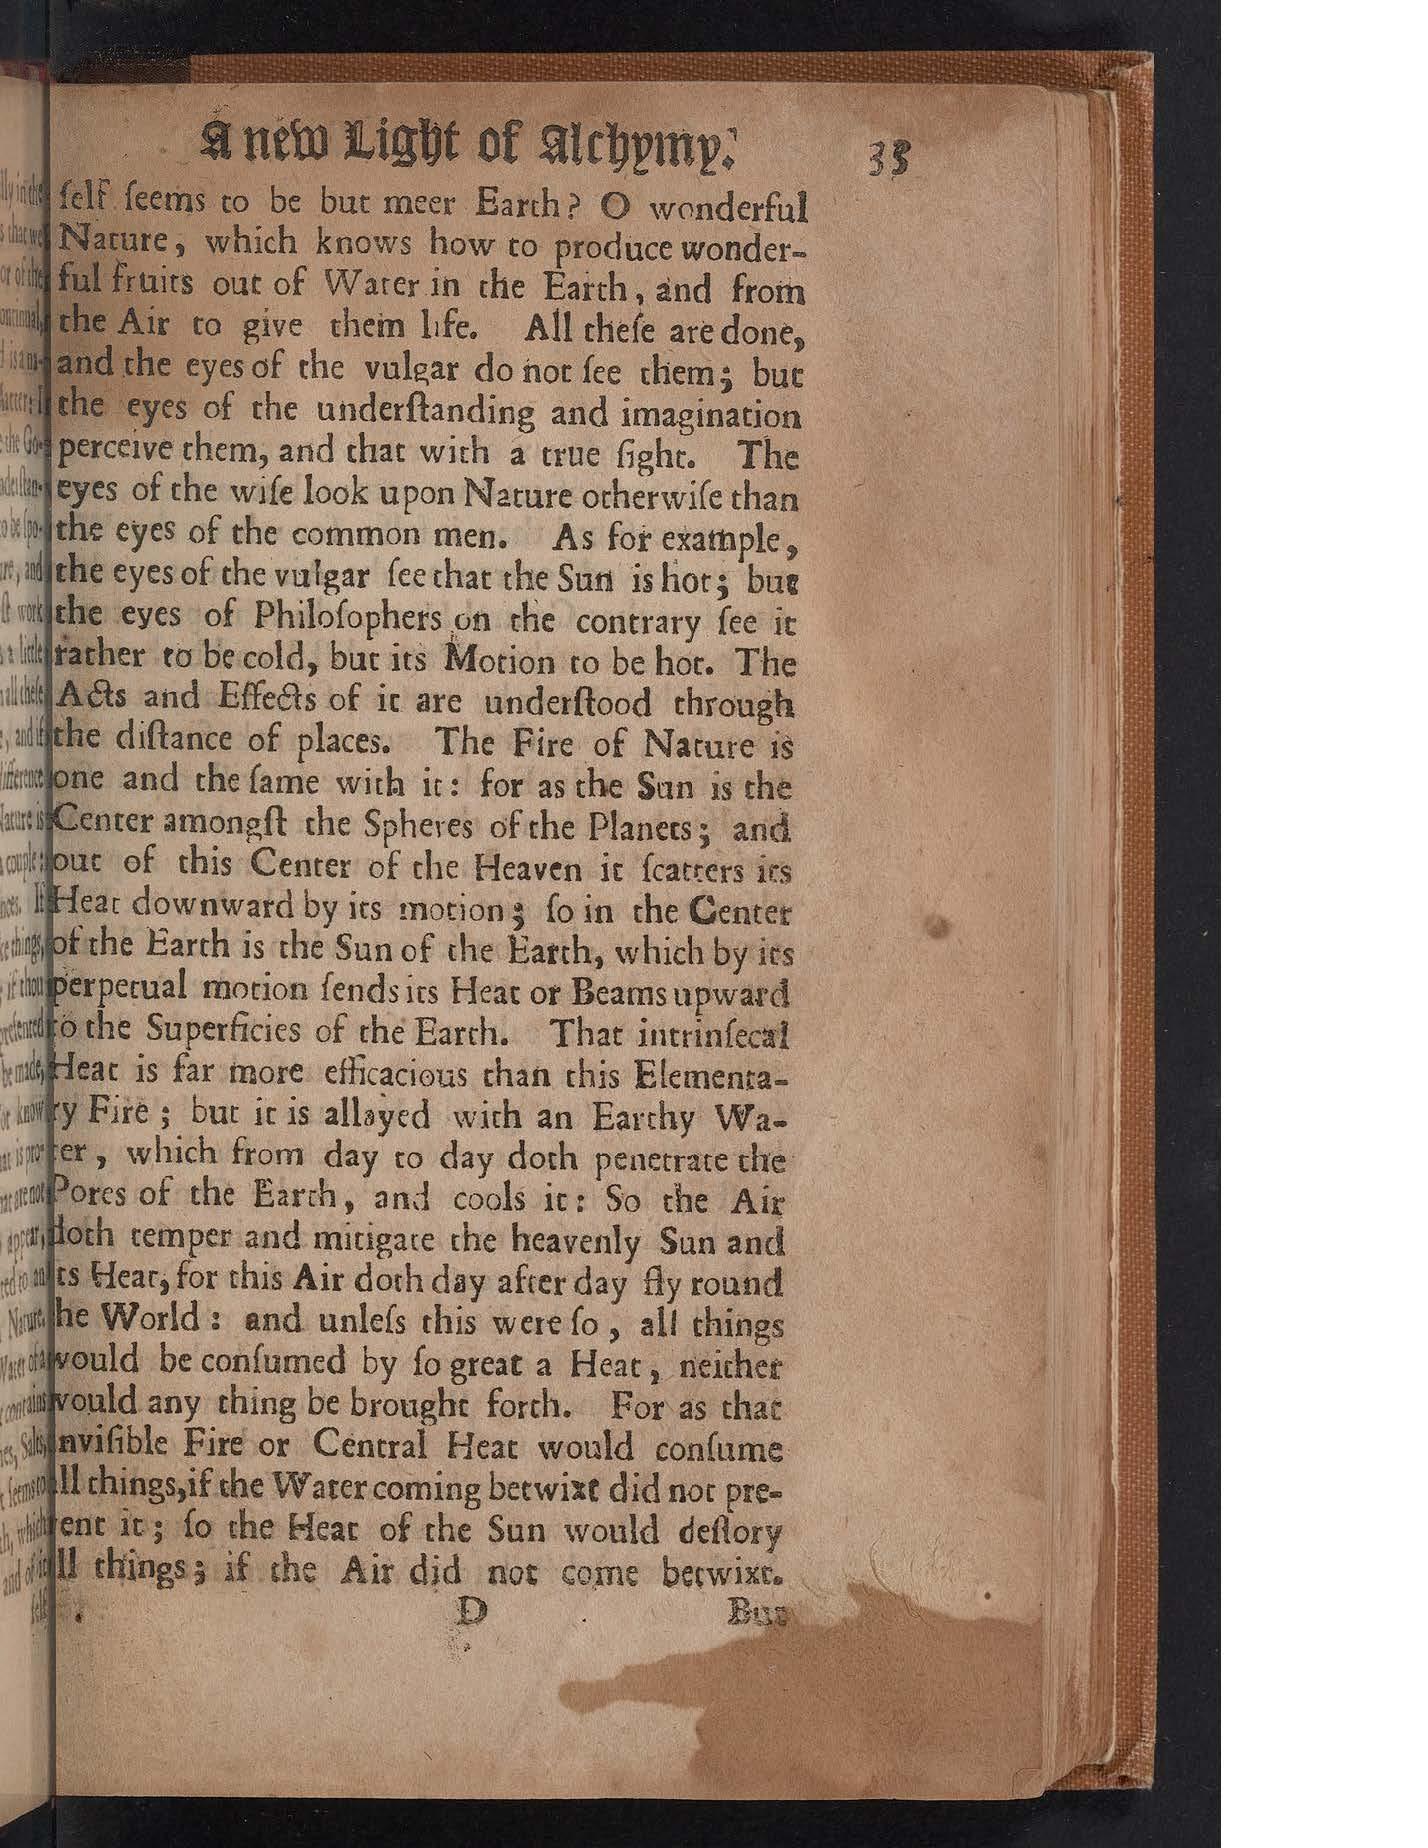 A new Light of Alchymy. 35
ſelf ſeems to be but meer Earth? O wonderful
Nature, which knows how to produce wonder-
ful fruits out of Water in the Earth, and from
the Air to give them life. All theſe are done,
and the eyes of the vulgar do not ſee them; but
the eyes of the underſtanding and imagination
perceive them, and that with a true ſight. The
eyes of the wiſe look upon Nature otherwiſe than
the eyes of the common men. As for example,
the eyes of the vulgar ſee that the Sun is hot; but
the eyes of Philoſophers on the contrary ſee it
rather to be cold, but its Motion to be hot. The
Acts and Effects of it are underſtood through
the diſtance of places. The Fire of Nature is
one and the ſame with it: for as the Sun is the
Center amongſt the Spheres of the Planets; and
out of this Center of the Heaven it ſcatters its
Heat downward by its motion; ſo in the Center
of the Earth is the Sun of the Earth, which by its
perpetual motion ſends its Heat or Beams upward
to the Superficies of the Earth. That intrinſecal
Heat is far more efficacious than this Elementa-
ry Fire; but it is allayed with an Earthy Wa-
ter, which from day to day doth penetrate the
Pores of the Earth, and cools it: So the Air
doth temper and mitigate the heavenly Sun and
ts Heat, for this Air doth day after day fly round
he World: and unleſs this were ſo, all things
would be conſumed by ſo great a Heat, neither
would any thing be brought forth. For as that
nviſible Fire or Central Heat would conſume
ll things, if the Water coming betwixt did not pre-
ent it; ſo the Heat of the Sun would deſtory
ll things; if the Air did not come betwixt.
D But